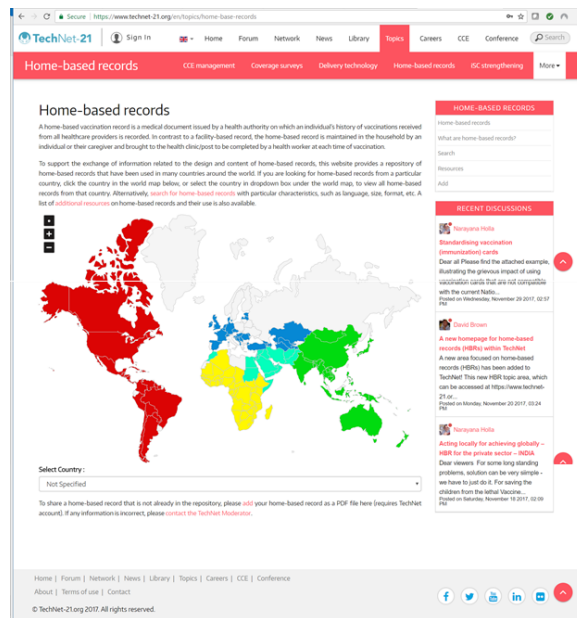 Secure | https://www.technet-21.org/en/topics/home-base-records
TechNet-21
Sign In
Home Forum Network News Library Topics Careers CCE Conference
Search
Home-based records
CCE management Coverage surveys Delivery technology Home-based records ISC strengthening More
Home-based records
A home-based vaccination record is a medical document issued by a health authority on which an individual's history of vaccinations received
from all healthcare providers is recorded. In contrast to a facility-based record, the home-based record is maintained in the household by an
individual or their caregiver and brought to the health clinic/post to be completed by a health worker at each time of vaccination.
To support the exchange of information related to the design and content of home-based records, this website provides a repository of
home-based records that have been used in many countries around the world. If you are looking for home-based records from a particular
country, click the country in the world map below, or select the country in dropdown box under the world map, to view all home-based
records from that country. Alternatively, search for home-based records with particular characteristics, such as language, size, format, etc. A
list of additional resources on home-based records and their use is also available.
Select Country :
Not Specified
To share a home-based record that is not already in the repository, please add your home-based record as a PDF file here (requires TechNet
account). If any information is incorrect, please contact the TechNet Moderator.
HOME-BASED RECORDS
Home-based records
What are home-based records?
Search
Resources
Add
RECENT DISCUSSIONS
Narayana Holla
Standardising vaccination
(immunization) cards
Dear all Please find the attached example,
illustrating the grievous impact of using
vaccination cards that are not compatible
with the current Natio...
Posted on Wednesday, November 29 2017, 02:57
PM
David Brown
A new homepage for home-based
records (HBRs) within TechNet
A new area focused on home-based
records (HBRs) has been added to
TechNet! This new HBR topic area, which
can be accessed at https://www.technet-
21.or...
Posted on Monday, November 20 2017, 03:24
PM
Narayana Holla
Acting locally for achieving globally –
HBR for the private sector – INDIA
Dear viewers For some long standing
problems, solution can be very simple -
we have to just do it. For saving the
children from the lethal Vaccine...
Posted on Saturday, November 18 2017, 02:09
PM
Home | Forum | Network | News | Library | Topics | Careers | CCE | Conference
About | Terms of use | Contact
© TechNet-21.org 2017. All rights reserved.